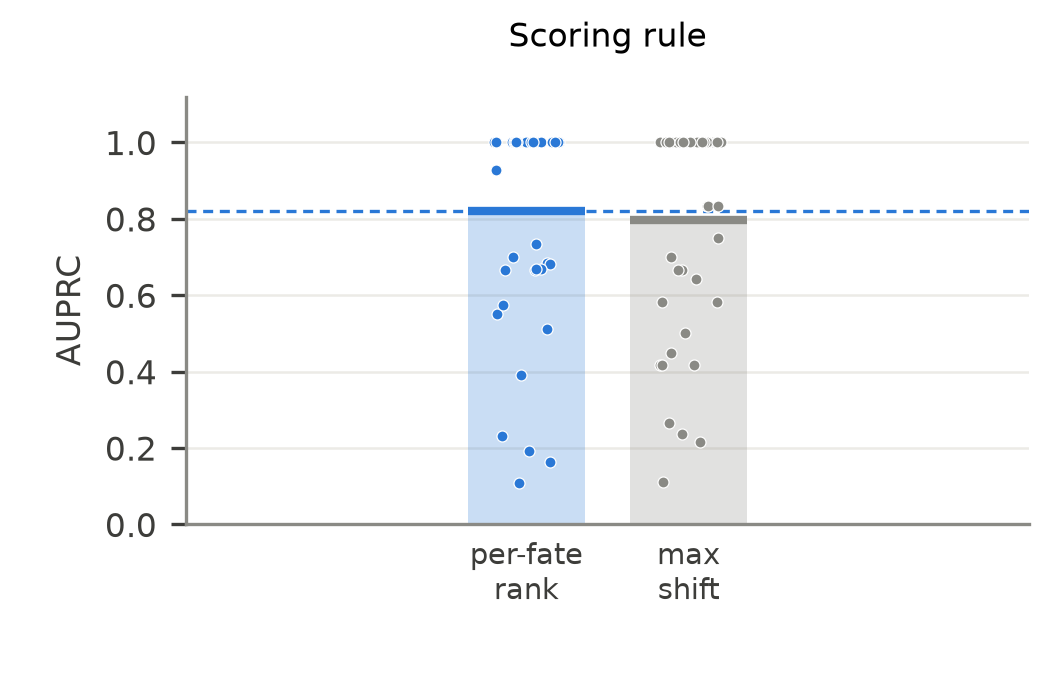 Scoring rule
AUPRC
1.0
0.8
0.6
0.4
0.2
0.0
per-fate
rank
max
shift